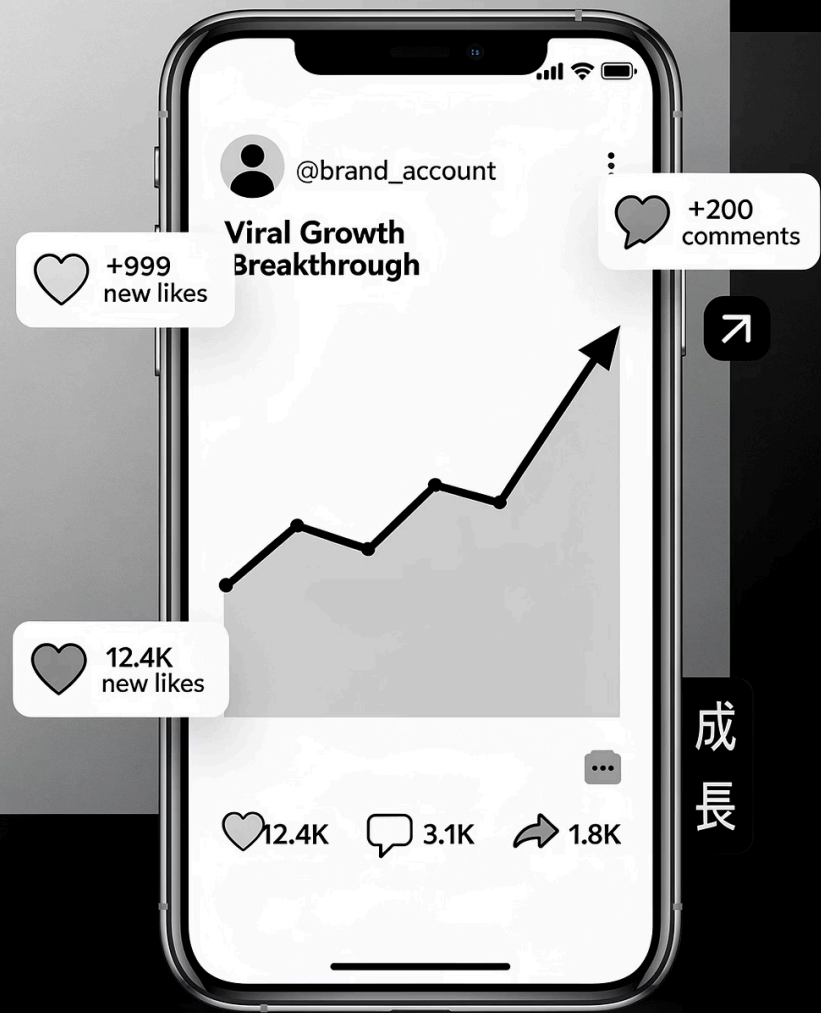 @brand_account
+200
comments
Viral Growth
Breakthrough
+999
new likes
12.4K
new likes
成長
12.4K
3.1K
1.8K